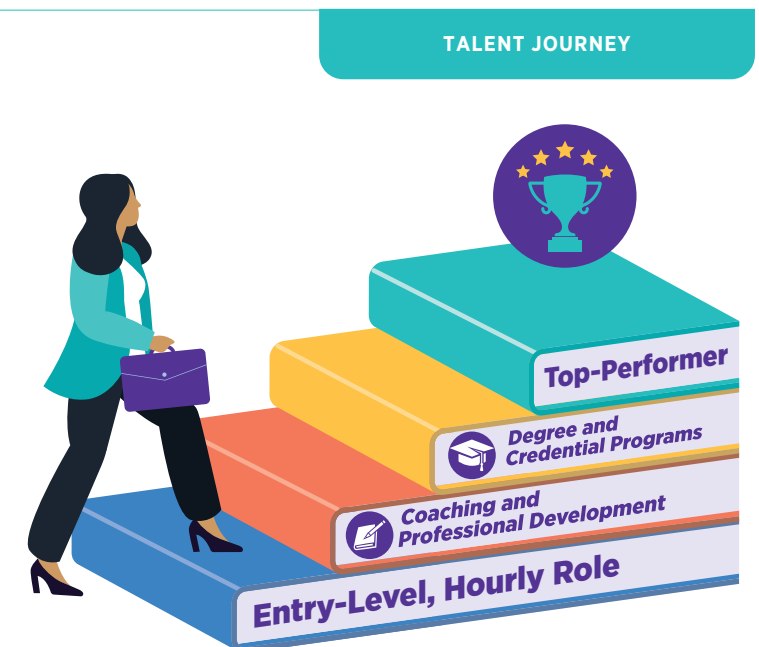 TALENT JOURNEY
Top-Performer
Degree and
Credential Programs
Coaching and
Professional Development
Entry-Level, Hourly Role